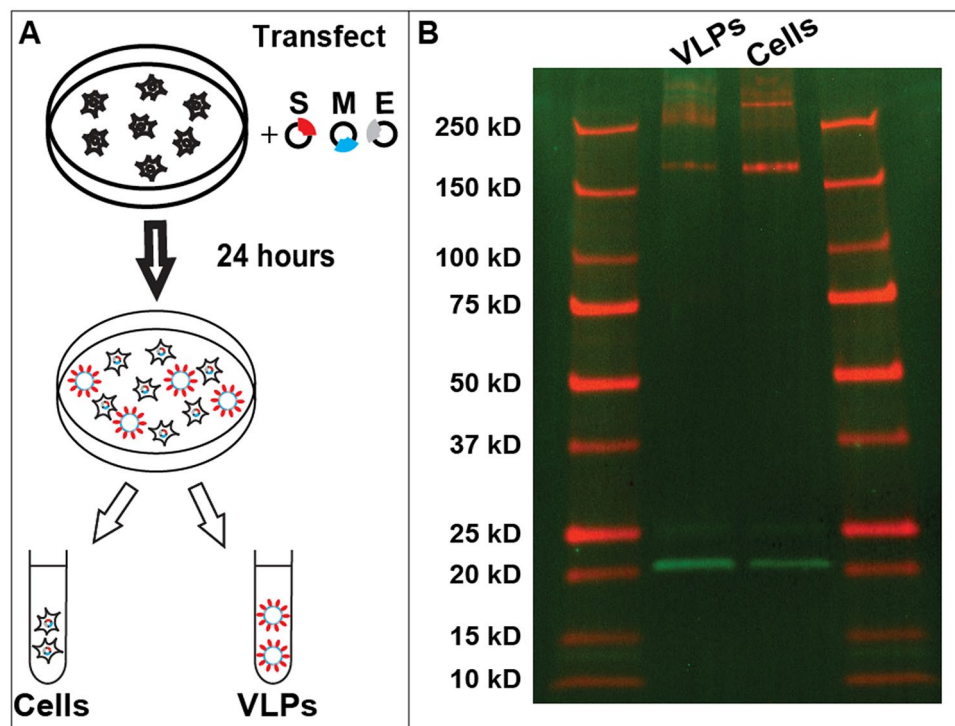 A
Transfect
S M E
+
24 hours
Cells
VLPs
B
VLPs Cells
250 kD
150 kD
100 kD
75 kD
50 kD
37 kD
25 kD
20 kD
15 kD
10 kD